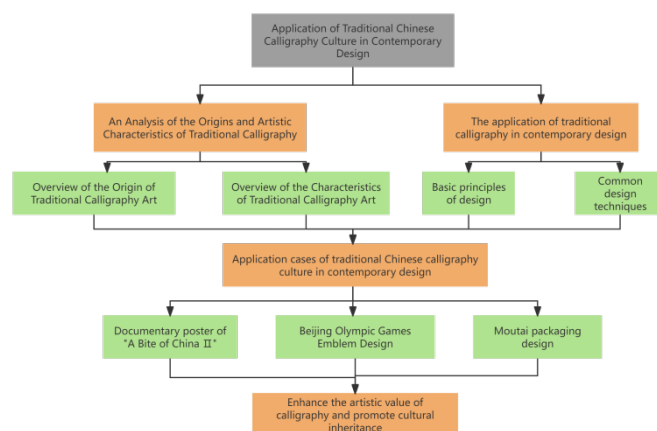 Application of Traditional Chinese
Calligraphy Culture in Contemporary
Design
An Analysis of the Origins and Artistic
Characteristics of Traditional Calligraphy
The application of traditional
calligraphy in contemporary design
Overview of the Origin of
Traditional Calligraphy Art
Overview of the Characteristics
of Traditional Calligraphy Art
Basic principles
of design
Common
design
techniques
Application cases of traditional Chinese calligraphy
culture in contemporary design
Documentary poster of
"A Bite of China Ⅱ"
Beijing Olympic Games
Emblem Design
Moutai packaging
design
Enhance the artistic value of
calligraphy and promote cultural
inheritance